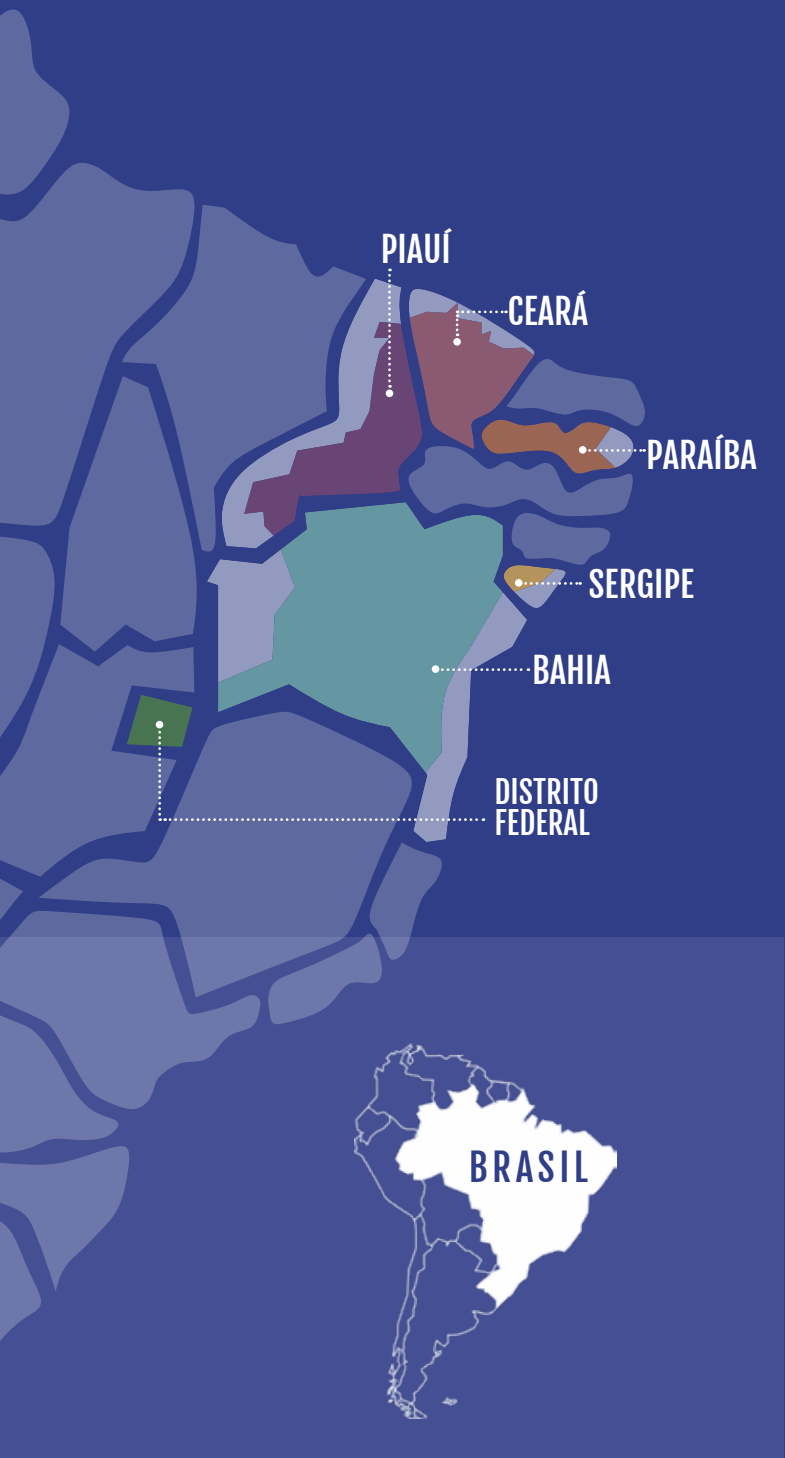 PIAUÍ
CEARÁ
PARAÍBA
SERGIPE
BAHIA
DISTRITO
FEDERAL
BRASIL